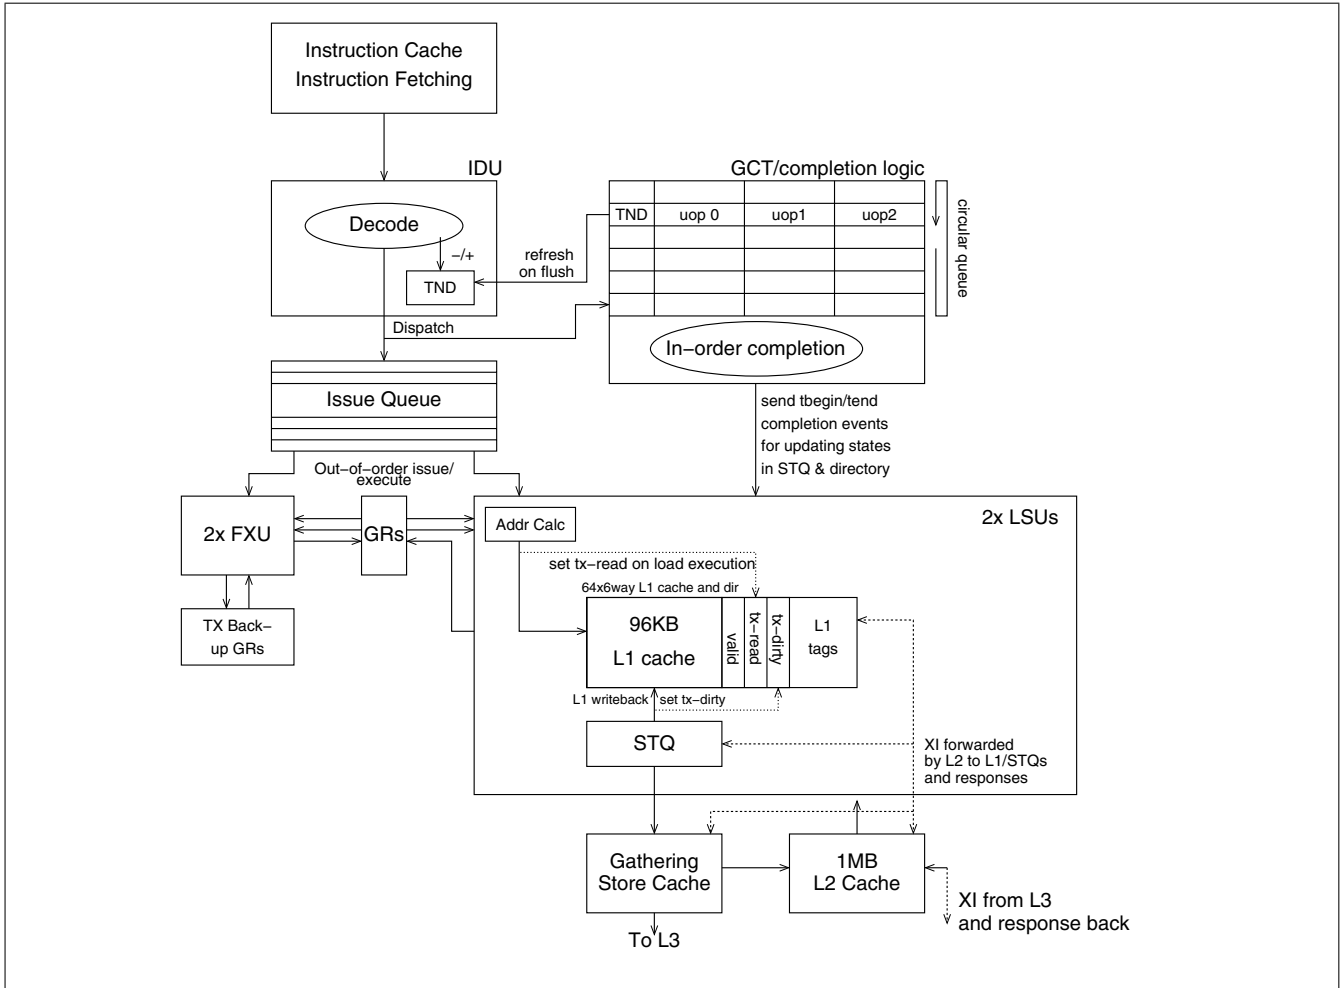 Instruction Cache
Instruction Fetching
IDU
GCT/completion logic
Decode
−/+
TND
refresh
on flush
TND
uop 0
uop1
uop2
circular queue
Dispatch
In−order completion
Issue Queue
send tbegin/tend
completion events
for updating states
in STQ & directory
Out−of−order issue/
execute
2x FXU
GRs
TX Back−
up GRs
2x LSUs
Addr Calc
set tx−read on load execution
64x6way L1 cache and dir
96KB
L1 cache
valid
tx−read
tx−dirty
L1
tags
L1 writeback
set tx−dirty
STQ
XI forwarded
by L2 to L1/STQs
and responses
Gathering
Store Cache
1MB
L2 Cache
XI from L3
and response back
To L3